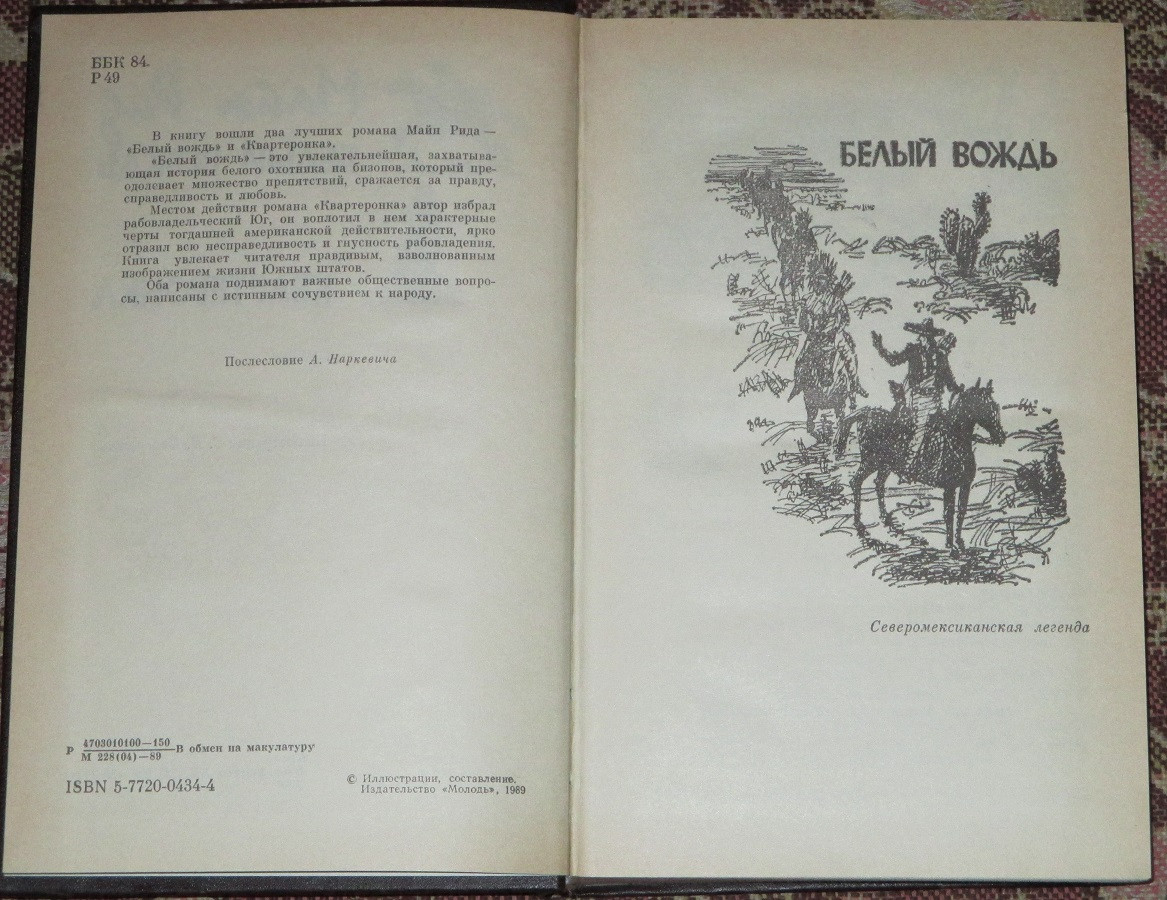 ББК 84.
Р 49
В книгу вошли два лучших романа Майн Рида —
«Белый вождь» и «Квартеронка».
«Белый вождь» — это увлекательнейшая, захватыва-
ющая история белого охотника на бизонов, который пре-
одолевает множество препятствий, сражается за правду,
справедливость и любовь.
Местом действия романа «Квартеронка» автор избрал
рабовладельческий Юг, он воплотил в нем характерные
черты тогдашней американской действительности, ярко
отразил всю несправедливость и гнусность рабовладения.
Книга увлекает читателя правдивым, взволнованным
изображением жизни Южных штатов.
Оба романа поднимают важные общественные вопро-
сы, написаны с истинным сочувствием к народу.
Послесловие А. Наркевича
Р 4703010100—150 В обмен на макулатуру
М 228(04)—89
ISBN 5-7720-0434-4
© Иллюстрации, составление.
Издательство «Молодь», 1989
БЕЛЫЙ ВОЖДЬ
Северомексиканская легенда